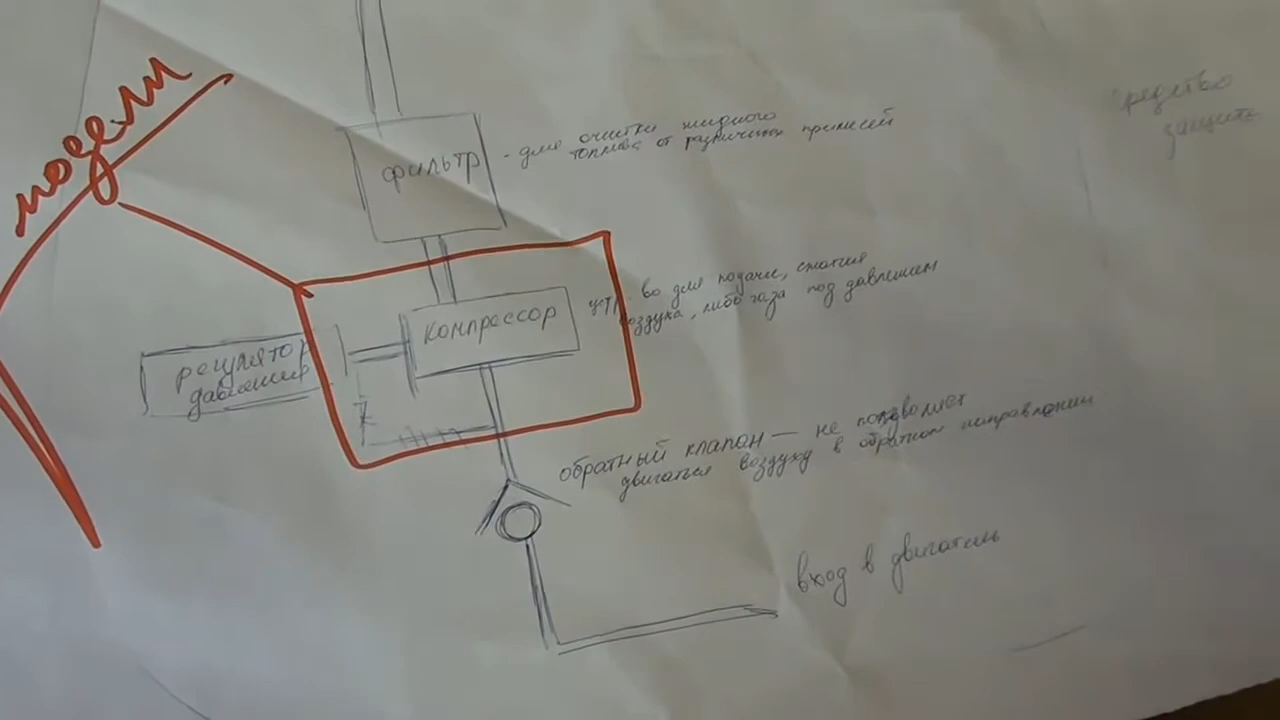 модели
средство
защиты
фильтр
- для очитки жидкого
топлива от различных примесей
компрессор
устр. во для подачи, сжатия
воздуха, либо газа под давлением
регулятор
давления
обратный клапан — не позволяет
двигаться воздуху в обратном направлении
вход в двигатель